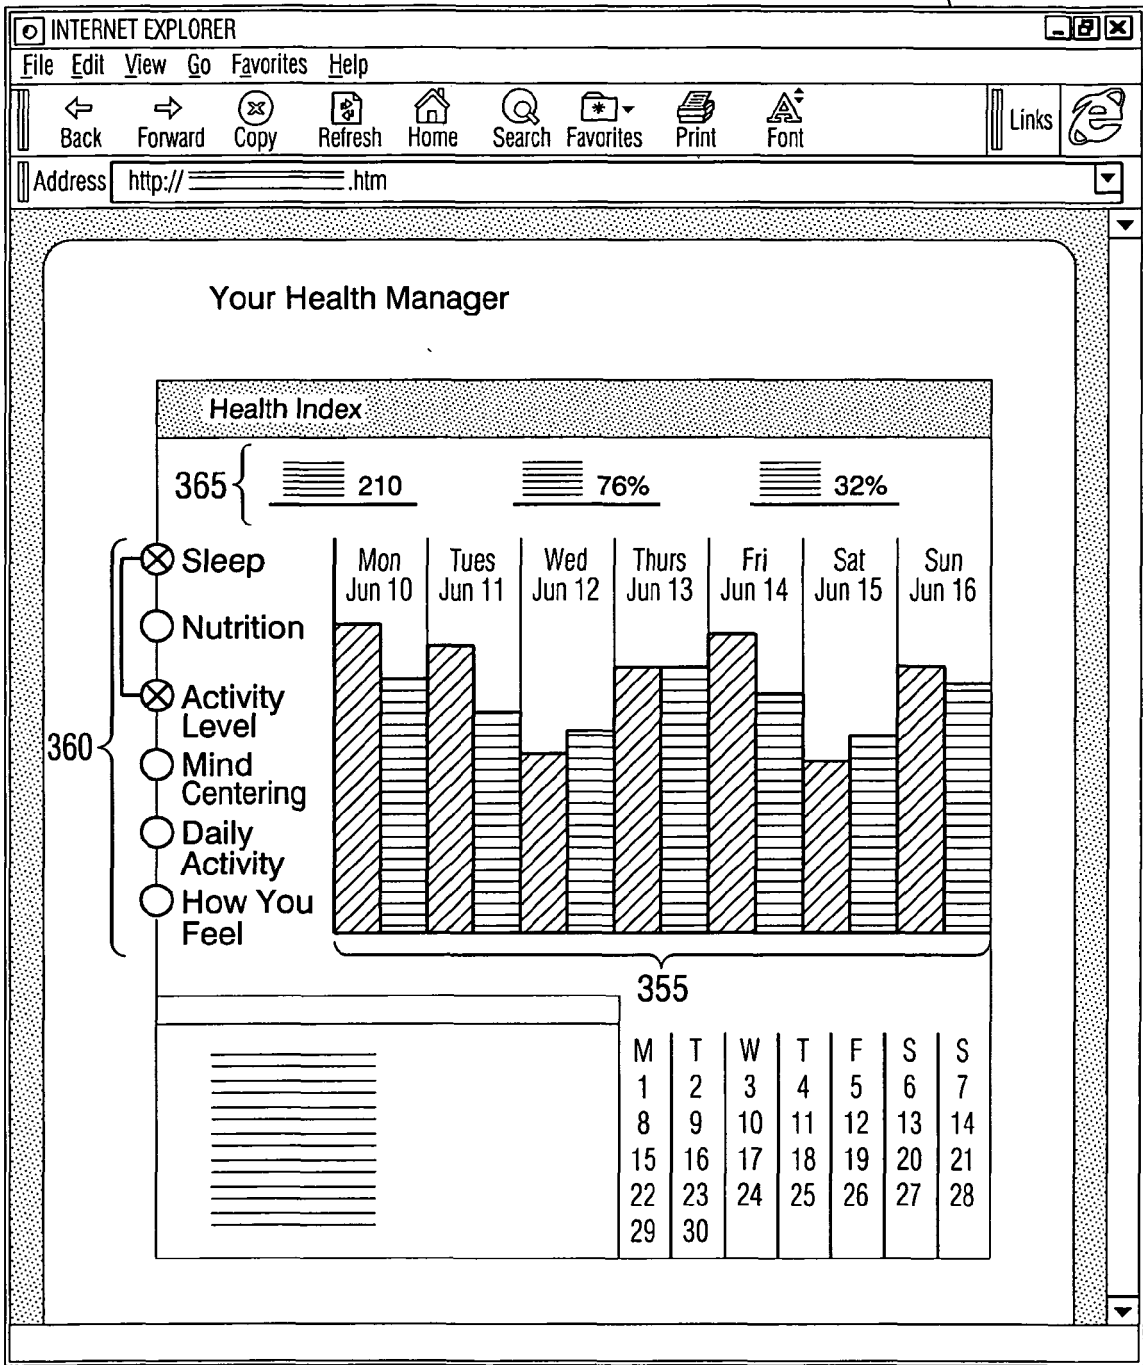 INTERNET EXPLORER
File Edit View Go Favorites Help
Back Forward Copy Refresh Home Search Favorites Print Font Links
Address http:// .htm
Your Health Manager
Health Index
365 210 76% 32%
Sleep
Nutrition
Activity
Level
Mind
Centering
Daily
Activity
How You
Feel
360
Mon Tues Wed Thurs Fri Sat Sun
Jun 10 Jun 11 Jun 12 Jun 13 Jun 14 Jun 15 Jun 16
355
M T W T F S S
1 2 3 4 5 6 7
8 9 10 11 12 13 14
15 16 17 18 19 20 21
22 23 24 25 26 27 28
29 30